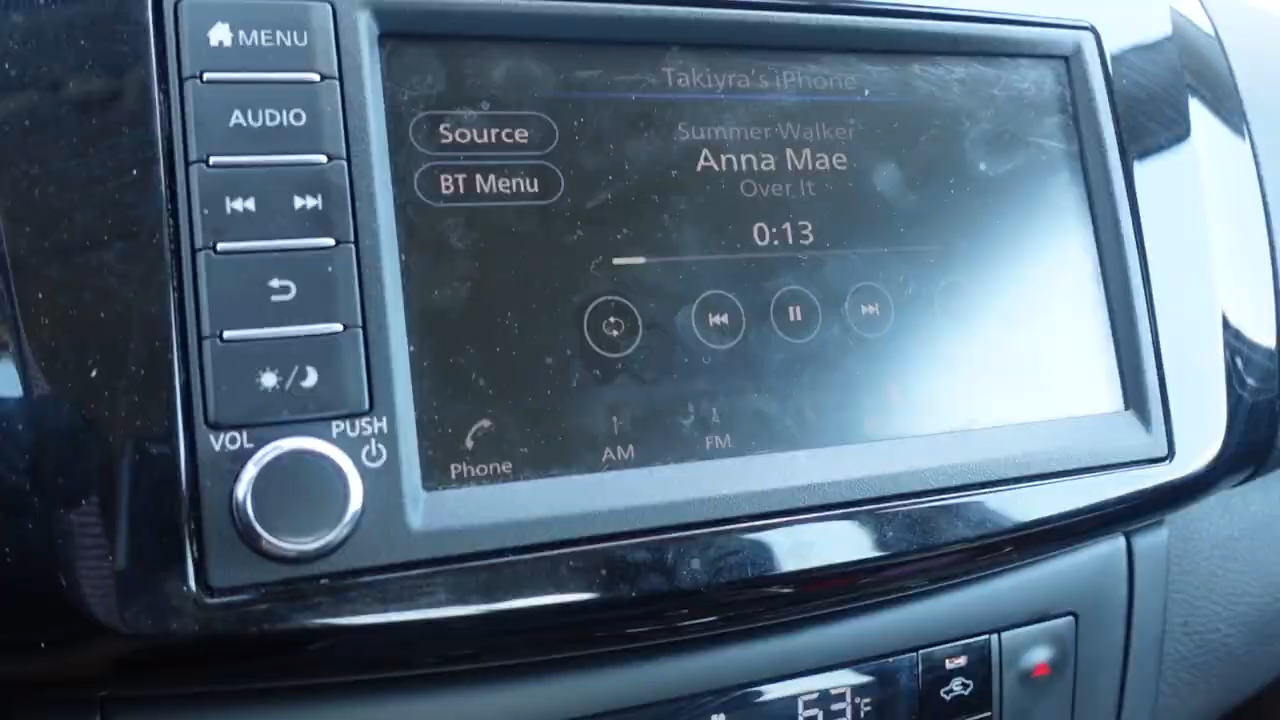 MENU
AUDIO
VOL
PUSH
Takiyra's iPhone
Source
BT Menu
Summer Walker
Anna Mae
Over It
0:13
Phone
AM
FM
63°F